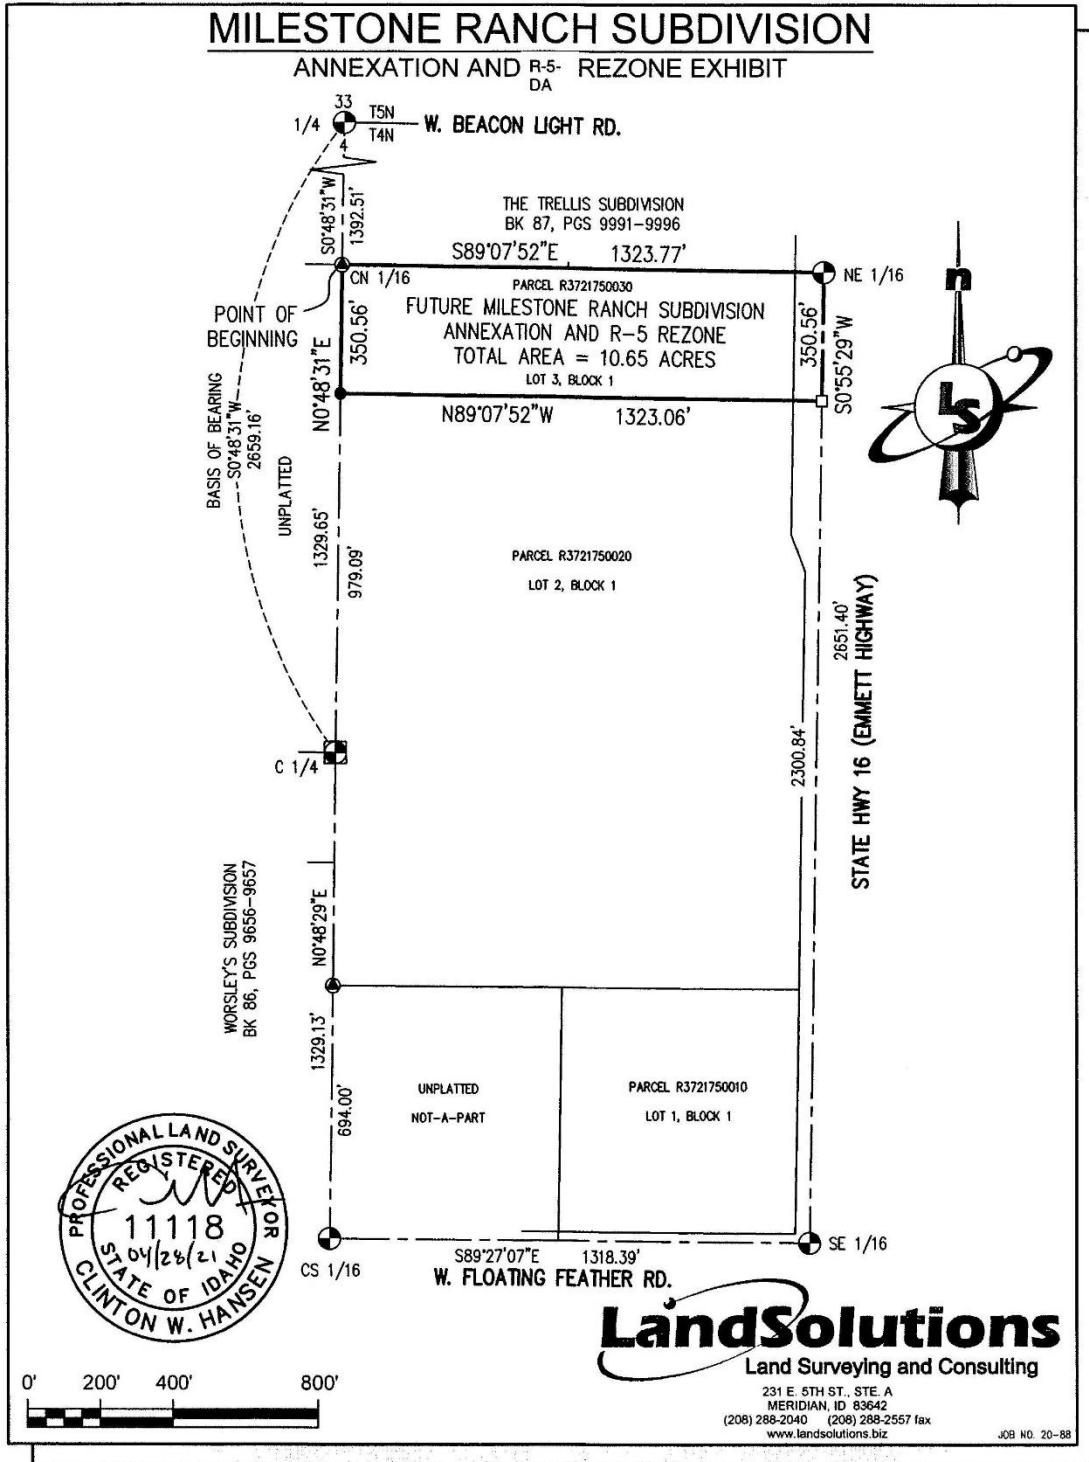 MILESTONE RANCH SUBDIVISION
ANNEXATION AND R-5-DA REZONE EXHIBIT
33
1/4
T5N
T4N
4
W. BEACON LIGHT RD.
S0°48'31"W
1392.51'
THE TRELLIS SUBDIVISION
BK 87, PGS 9991-9996
S89°07'52"E 1323.77'
CN 1/16
NE 1/16
POINT OF
BEGINNING
PARCEL R3721750030
FUTURE MILESTONE RANCH SUBDIVISION
ANNEXATION AND R-5 REZONE
TOTAL AREA = 10.65 ACRES
LOT 3, BLOCK 1
N0°48'31"E
350.56'
350.56'
S0°55'29"W
N89°07'52"W 1323.06'
n
LS
BASIS OF BEARING
S0°48'31"W
2659.16'
UNPLATTED
1329.65'
979.09'
PARCEL R3721750020
LOT 2, BLOCK 1
2651.40'
STATE HWY 16 (EMMETT HIGHWAY)
2300.84'
C 1/4
WORSLEY'S SUBDIVISION
BK 86, PGS 9656-9657
N0°48'29"E
1329.13'
694.00'
UNPLATTED
NOT-A-PART
PARCEL R3721750010
LOT 1, BLOCK 1
PROFESSIONAL LAND SURVEYOR
REGISTERED
11118
04/28/21
STATE OF IDAHO
CLINTON W. HANSEN
CS 1/16
S89°27'07"E 1318.39'
W. FLOATING FEATHER RD.
SE 1/16
LandSolutions
Land Surveying and Consulting
231 E. 5TH ST., STE. A
MERIDIAN, ID 83642
(208) 288-2040 (208) 288-2557 fax
www.landsolutions.biz
0' 200' 400' 800'
JOB NO. 20-88